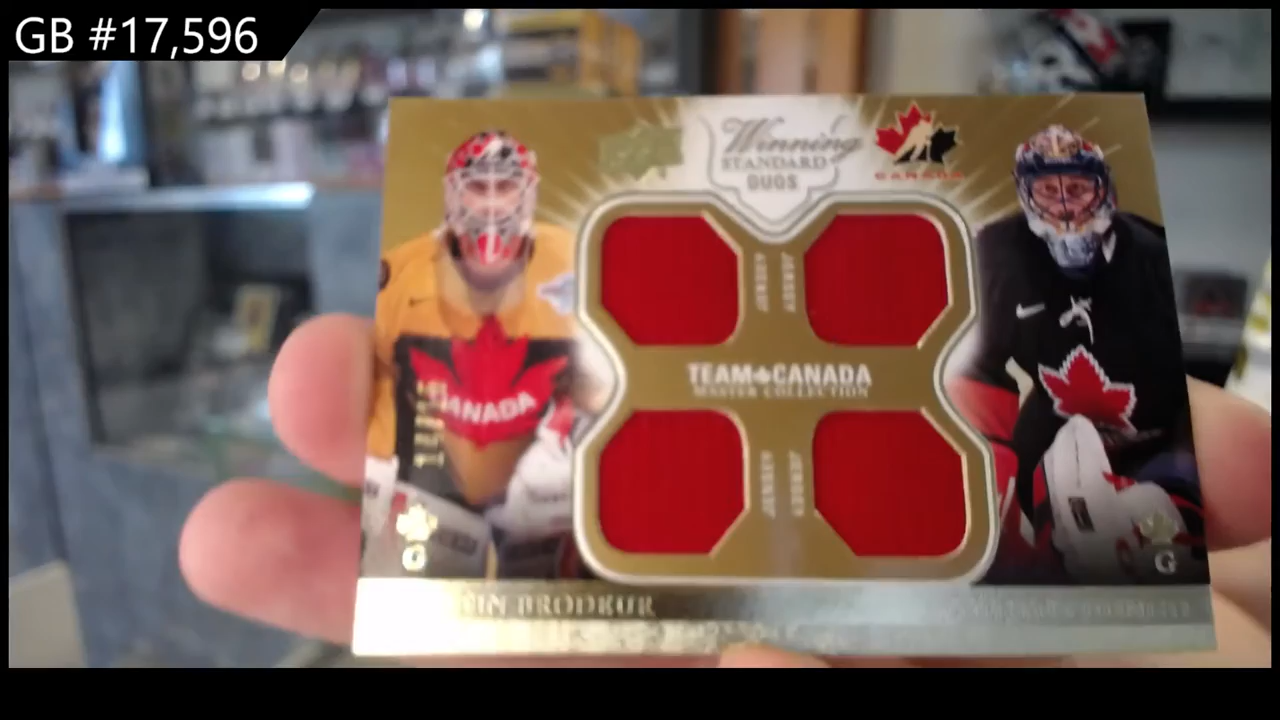 GB #17,596
Winning
STANDARD
DUOS
CANADA
JERSEY
JERSEY
TEAM CANADA
MASTER COLLECTION
CANADA
JERSEY
JERSEY
G
G
BRODEUR